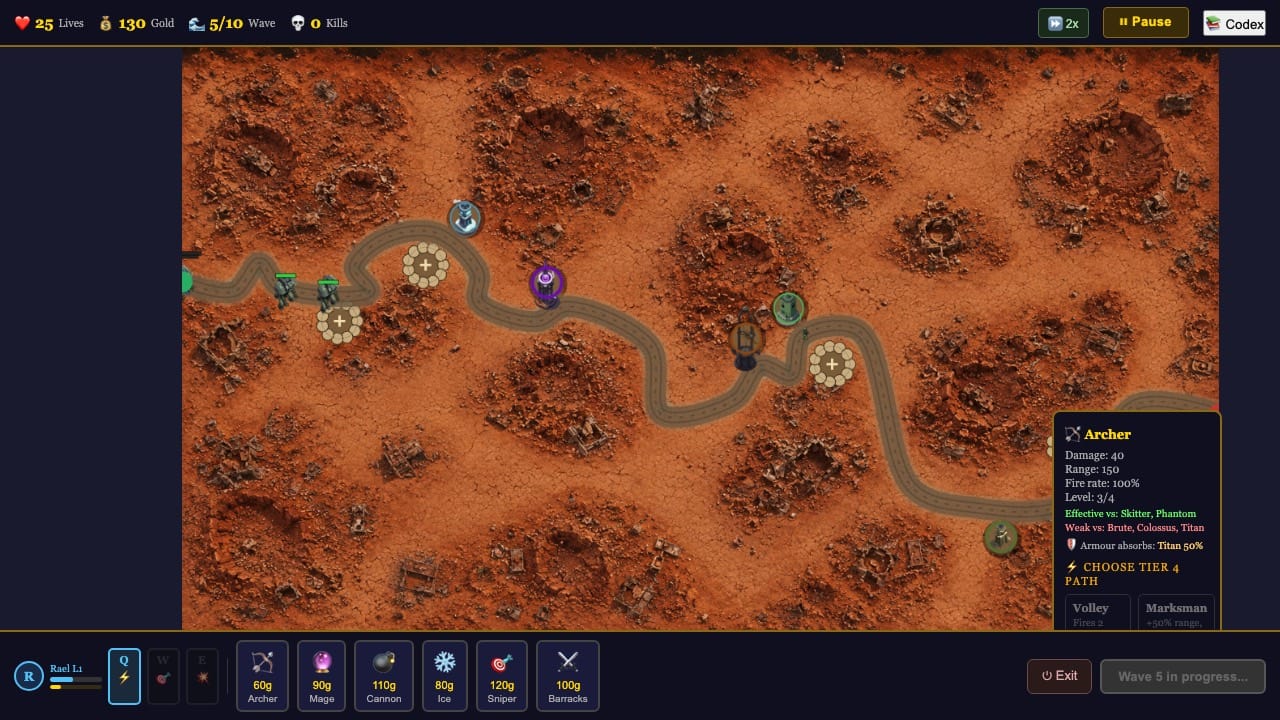 25 Lives 130 Gold 5/10 Wave 0 Kills
2x
Pause
Codex
Archer
Damage: 40
Range: 150
Fire rate: 100%
Level: 3/4
Effective vs: Skitter, Phantom
Weak vs: Brute, Colossus, Titan
Armour absorbs: Titan 50%
CHOOSE TIER 4
PATH
Volley
Fires 2
Marksman
+50% range,
R
Rael L1
Q
W
E
60g
Archer
90g
Mage
110g
Cannon
80g
Ice
120g
Sniper
100g
Barracks
Exit
Wave 5 in progress...